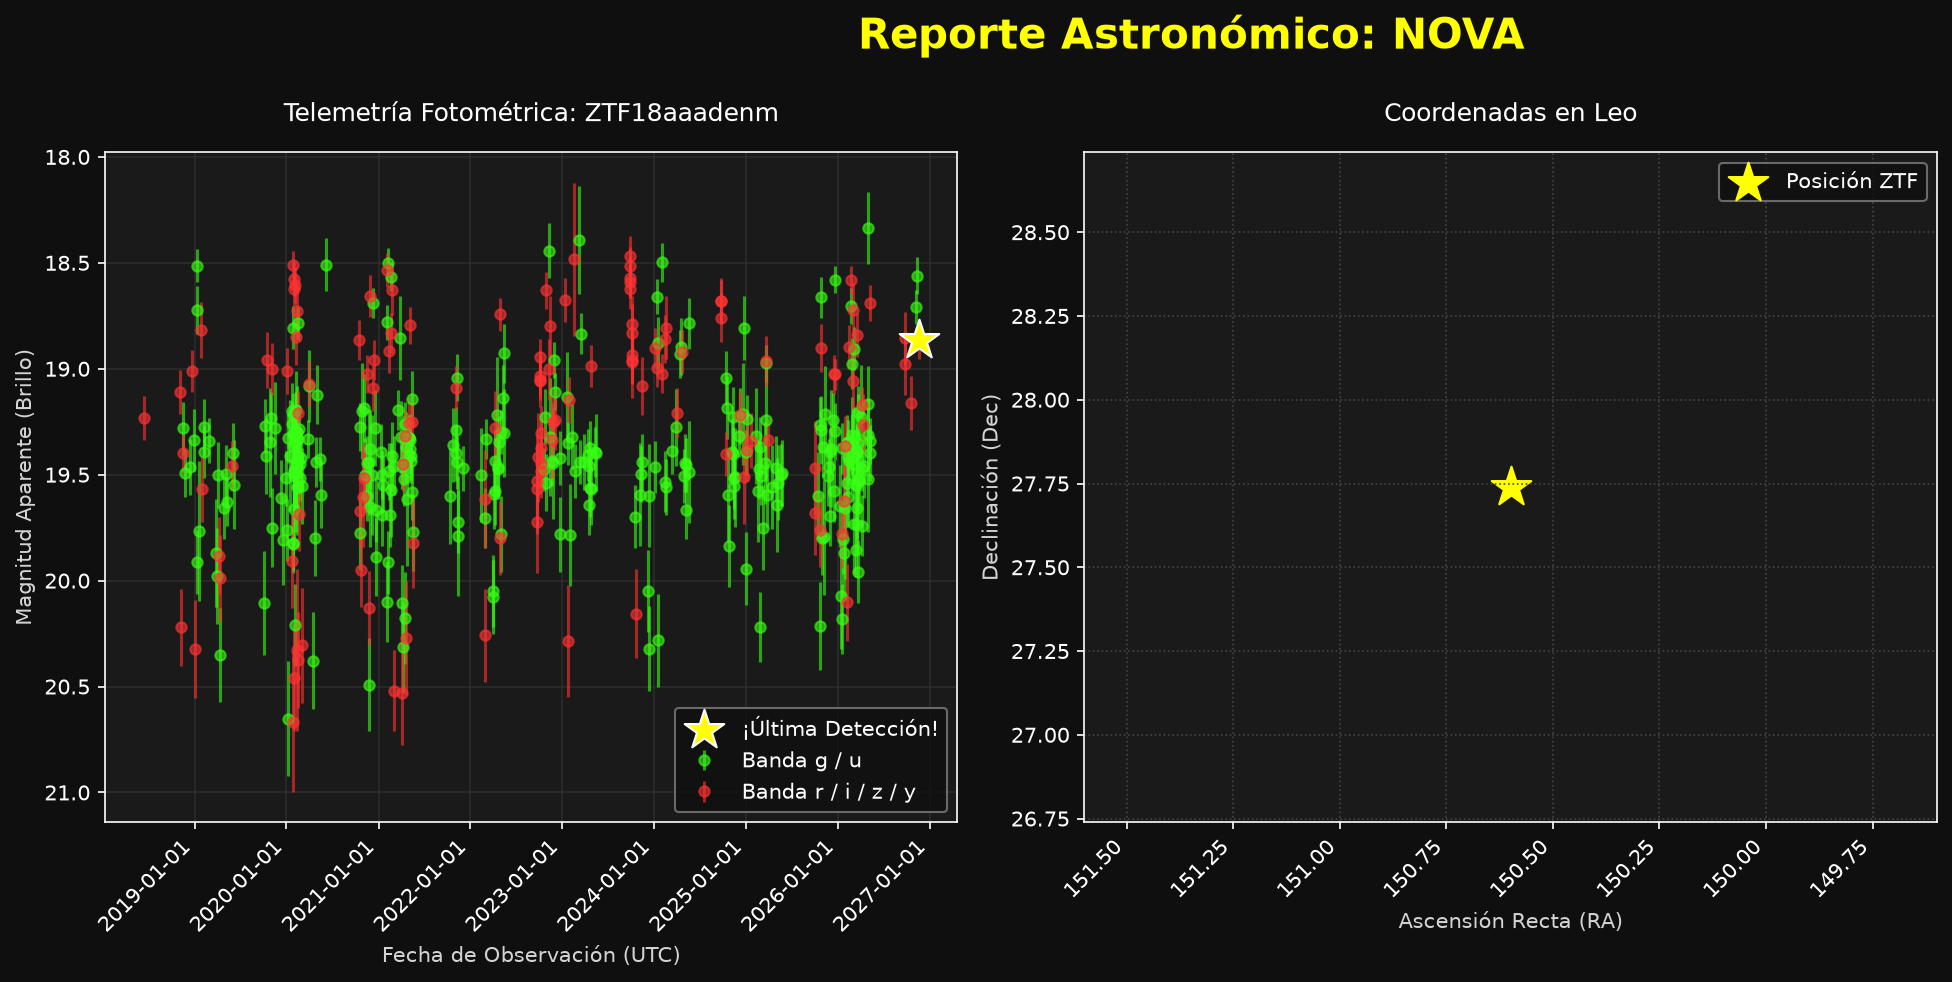 Reporte Astronómico: NOVA
Telemetría Fotométrica: ZTF18aaadenm
Magnitud Aparente (Brillo)
18.0
18.5
19.0
19.5
20.0
20.5
21.0
¡Última Detección!
Banda g / u
Banda r / i / z / y
2019-01-01
2020-01-01
2021-01-01
2022-01-01
2023-01-01
2024-01-01
2025-01-01
2026-01-01
2027-01-01
Fecha de Observación (UTC)
Coordenadas en Leo
Posición ZTF
Declinación (Dec)
28.50
28.25
28.00
27.75
27.50
27.25
27.00
26.75
151.50
151.25
151.00
150.75
150.50
150.25
150.00
149.75
Ascensión Recta (RA)